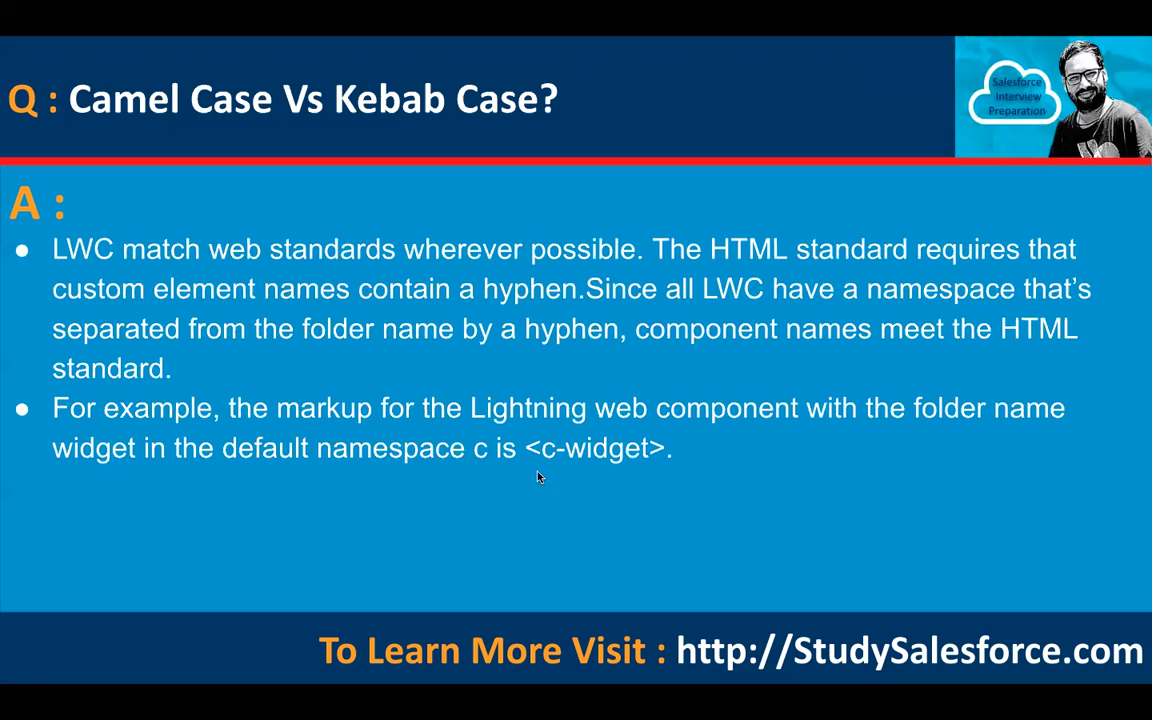 Q : Camel Case Vs Kebab Case?
Salesforce
Interview
Preparation
A :
● LWC match web standards wherever possible. The HTML standard requires that
custom element names contain a hyphen.Since all LWC have a namespace that’s
separated from the folder name by a hyphen, component names meet the HTML
standard.
● For example, the markup for the Lightning web component with the folder name
widget in the default namespace c is <c-widget>.
To Learn More Visit : http://StudySalesforce.com